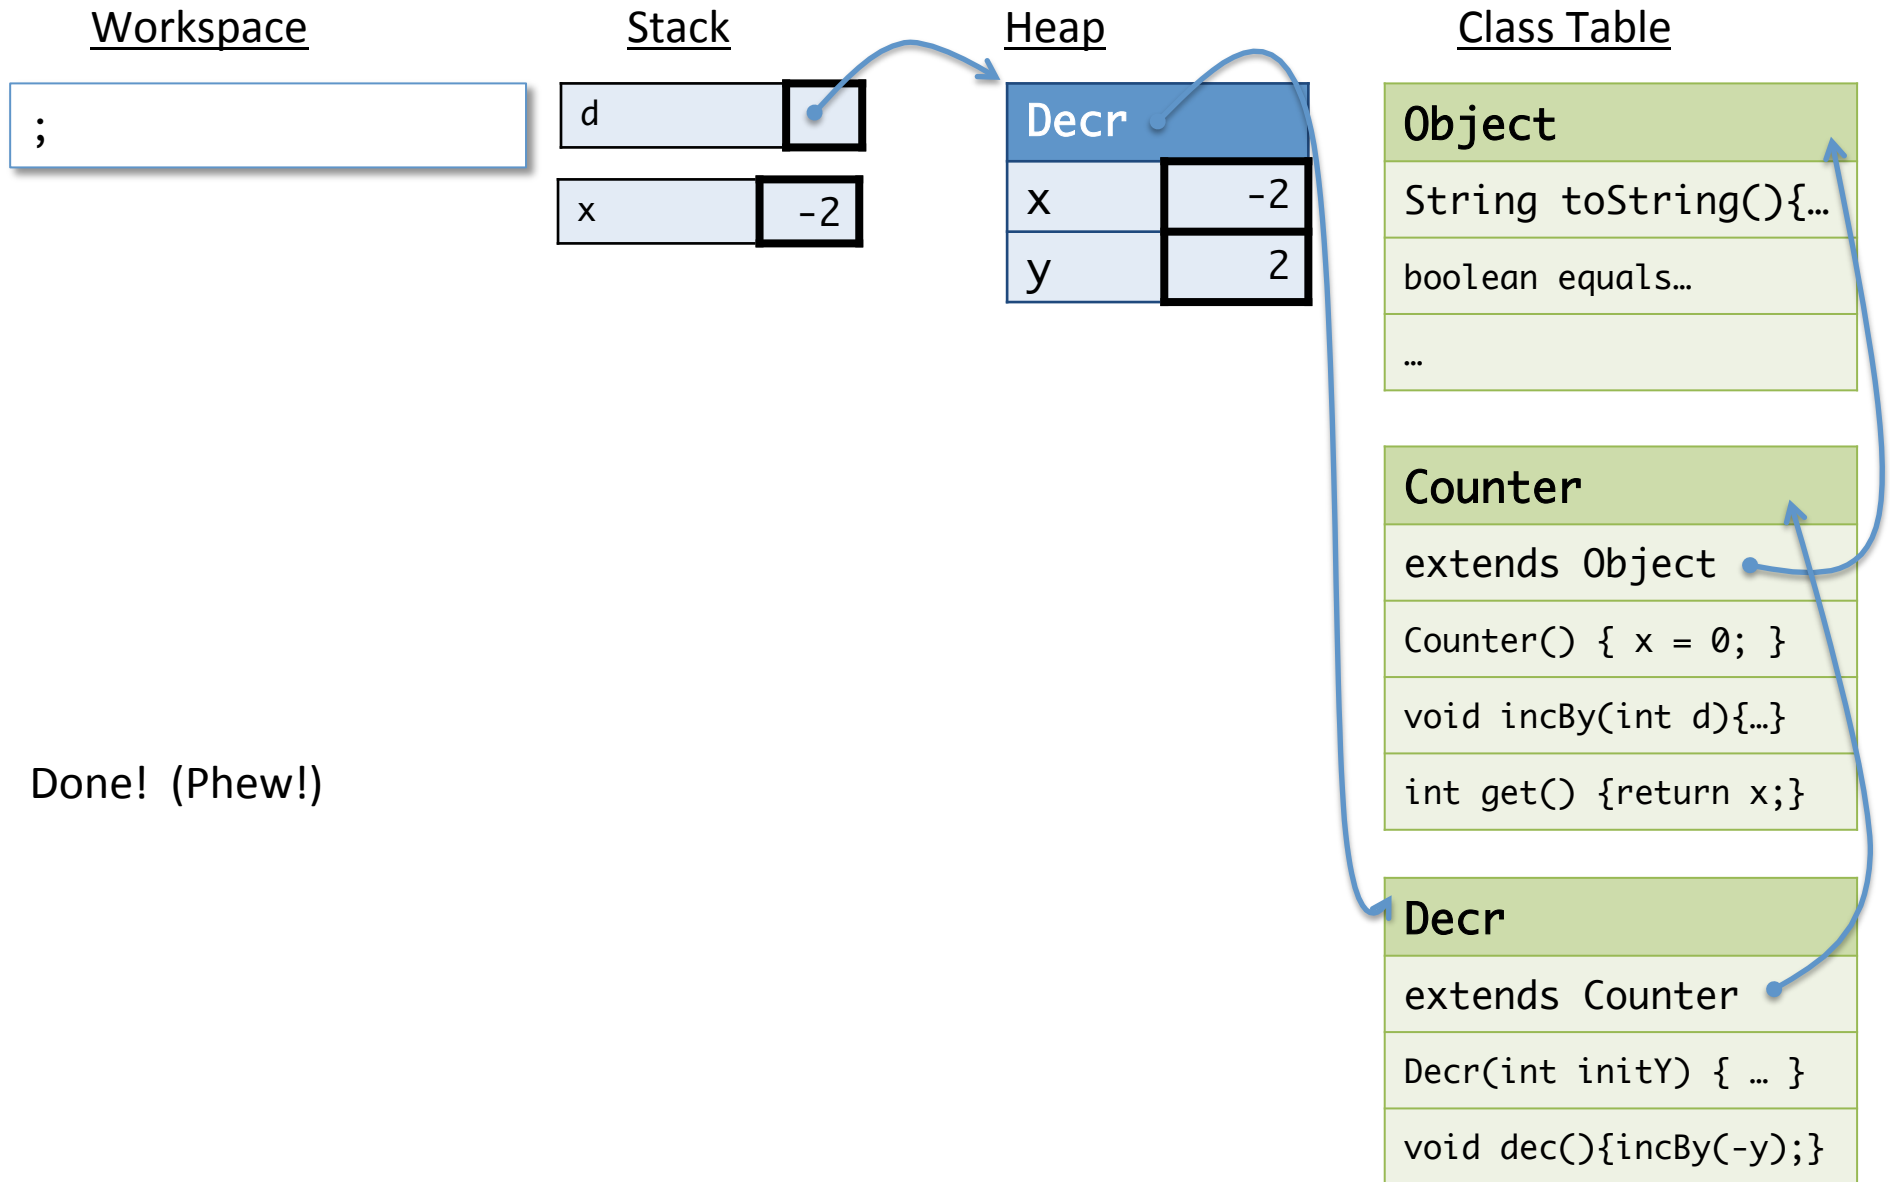 Workspace
Stack
Heap
Class Table
;
d
x -2
Decr
x -2
y 2
Object
String toString(){…
boolean equals…
…
Counter
extends Object
Counter() { x = 0; }
void incBy(int d){…}
int get() {return x;}
Decr
extends Counter
Decr(int initY) { … }
void dec(){incBy(-y);}
Done! (Phew!)